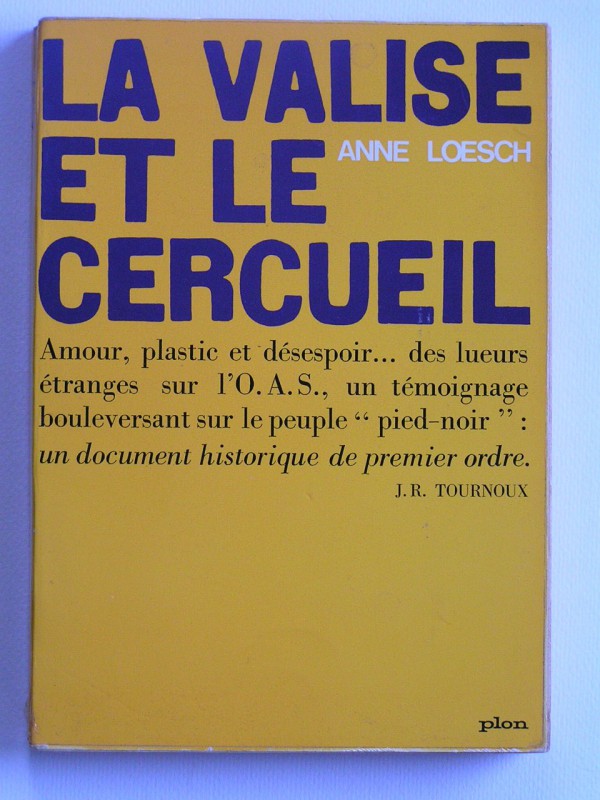 LA VALISE
ET LE
ANNE LOESCH
CERCUEIL
Amour, plastic et désespoir... des lueurs
étranges sur l'O.A.S., un témoignage
bouleversant sur le peuple “ pied-noir ” :
un document historique de premier ordre.
J. R. TOURNOUX
plon